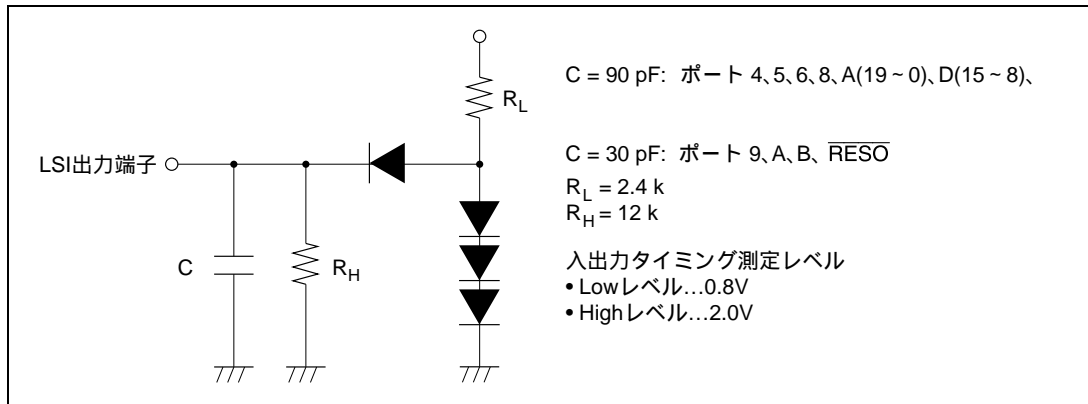 R_L
LSI出力端子
C
R_H
C = 90 pF: ポート 4、5、6、8、A(19～0)、D(15～8)、
C = 30 pF: ポート 9、A、B、R̅E̅S̅O̅
R_L = 2.4 k
R_H = 12 k
入出力タイミング測定レベル
• Lowレベル…0.8V
• Highレベル…2.0V